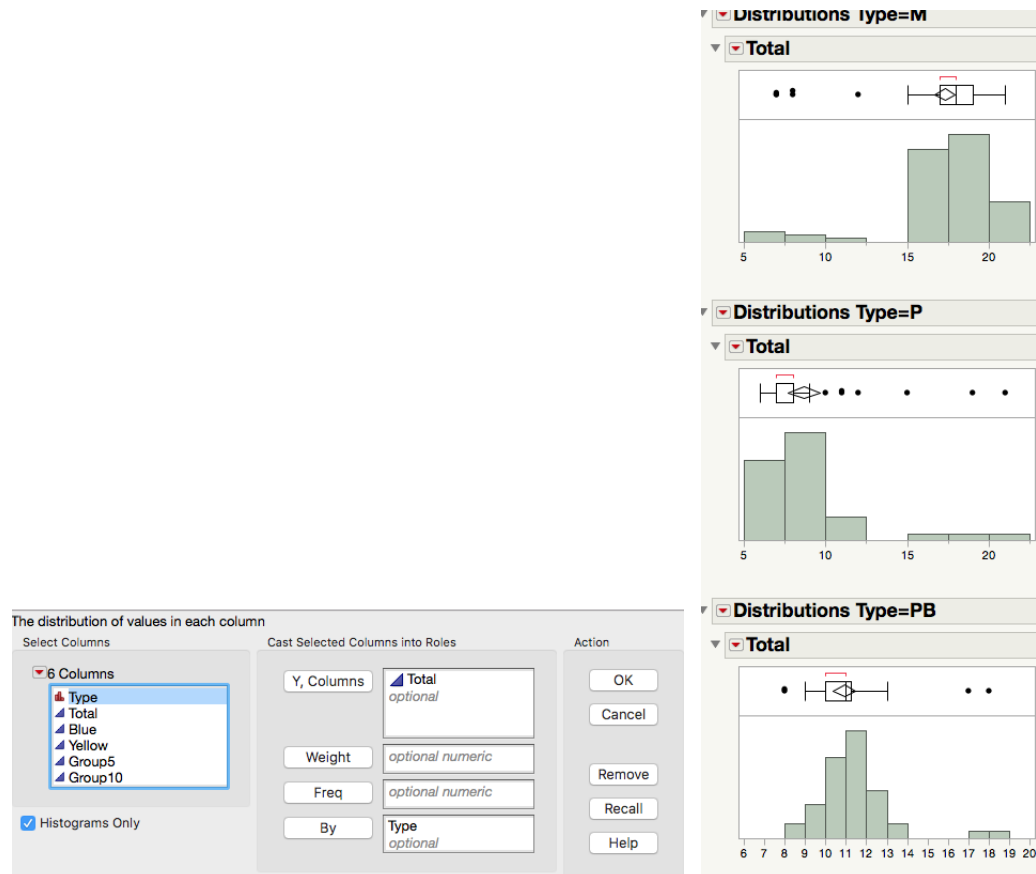 Distributions Type=M
Total
5 10 15 20
Distributions Type=P
Total
5 10 15 20
Distributions Type=PB
Total
6 7 8 9 10 11 12 13 14 15 16 17 18 19 20
The distribution of values in each column
Select Columns
6 Columns
Type
Total
Blue
Yellow
Group5
Group10
Histograms Only
Cast Selected Columns into Roles
Y, Columns
Total
optional
Weight
optional numeric
Freq
optional numeric
By
Type
optional
Action
OK
Cancel
Remove
Recall
Help